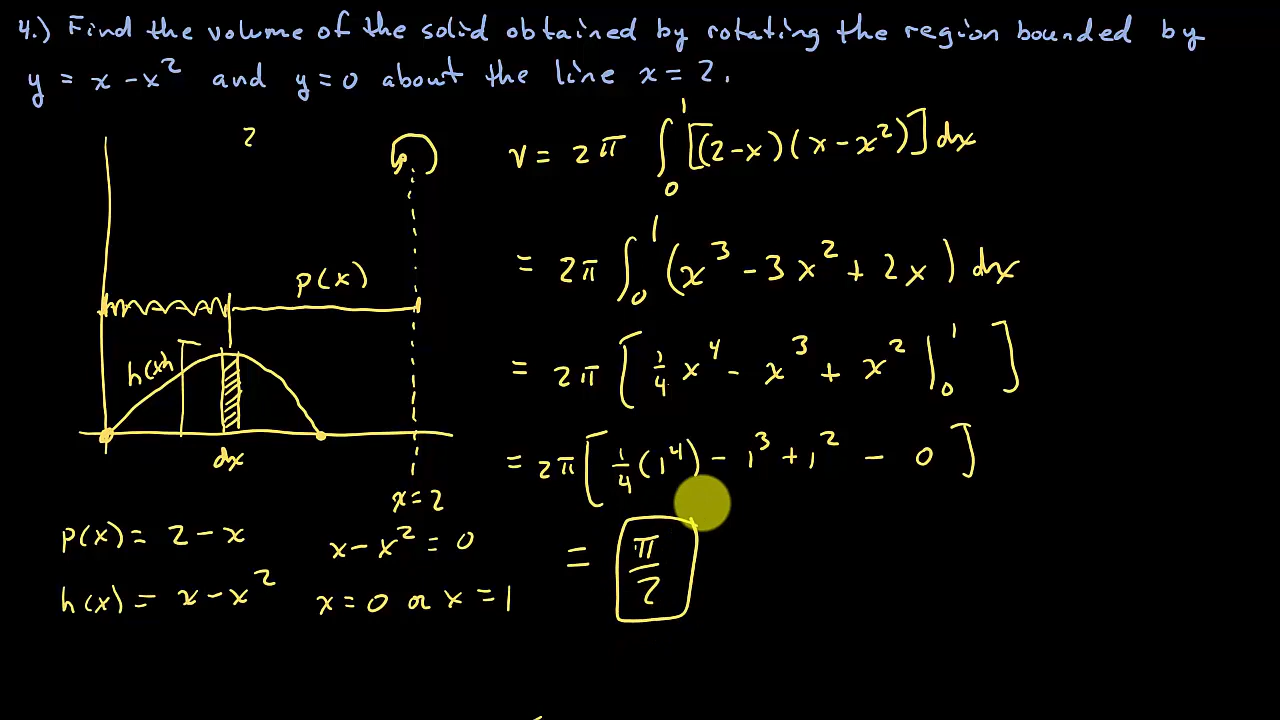 4.) Find the volume of the solid obtained by rotating the region bounded by
y = x - x² and y = 0 about the line x = 2.
2
p(x)
h(x)
dx
x = 2
p(x) = 2 - x
h(x) = x - x²
x - x² = 0
x = 0 or x = 1
V = 2π ∫₀¹ [(2-x)(x-x²)] dx
= 2π ∫₀¹ (x³ - 3x² + 2x) dx
= 2π [ 1/4 x⁴ - x³ + x² |₀¹ ]
= 2π [ 1/4 (1⁴) - 1³ + 1² - 0 ]
= π/2